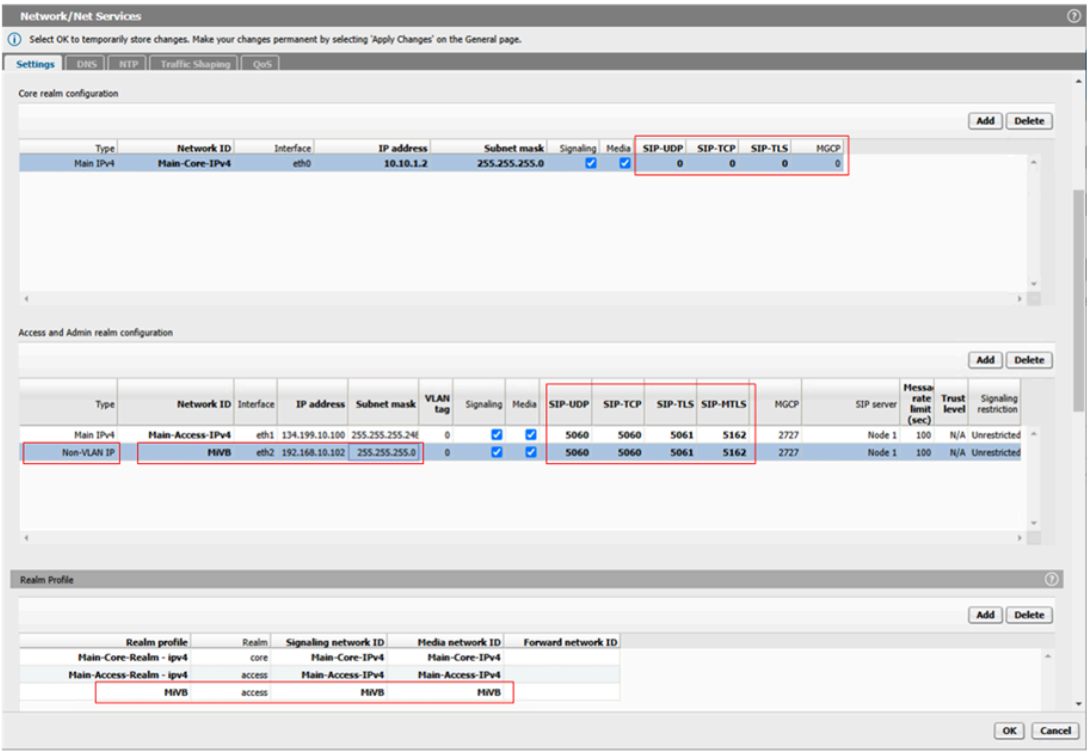 Network/Net Services
Select OK to temporarily store changes. Make your changes permanent by selecting 'Apply Changes' on the General page.
Settings DNS NTP Traffic Shaping QoS
Core realm configuration
Add Delete
Type Network ID Interface IP address Subnet mask Signaling Media SIP-UDP SIP-TCP SIP-TLS MGCP
Main IPv4 Main-Core-IPv4 eth0 10.10.1.2 255.255.255.0 0 0 0 0
Access and Admin realm configuration
Add Delete
Type Network ID Interface IP address Subnet mask VLAN tag Signaling Media SIP-UDP SIP-TCP SIP-TLS SIP-MTLS MGCP SIP server Messa rate limit (sec) Trust level Signaling restriction
Main IPv4 Main-Access-IPv4 eth1 134.199.10.100 255.255.255.248 0 5060 5060 5061 5162 2727 Node 1 100 N/A Unrestricted
Non-VLAN IP MiVB eth2 192.168.10.102 255.255.255.0 0 5060 5060 5061 5162 2727 Node 1 100 N/A Unrestricted
Realm Profile
Add Delete
Realm profile Realm Signaling network ID Media network ID Forward network ID
Main-Core-Realm - ipv4 core Main-Core-IPv4 Main-Core-IPv4
Main-Access-Realm - ipv4 access Main-Access-IPv4 Main-Access-IPv4
MiVB access MiVB MiVB
OK Cancel